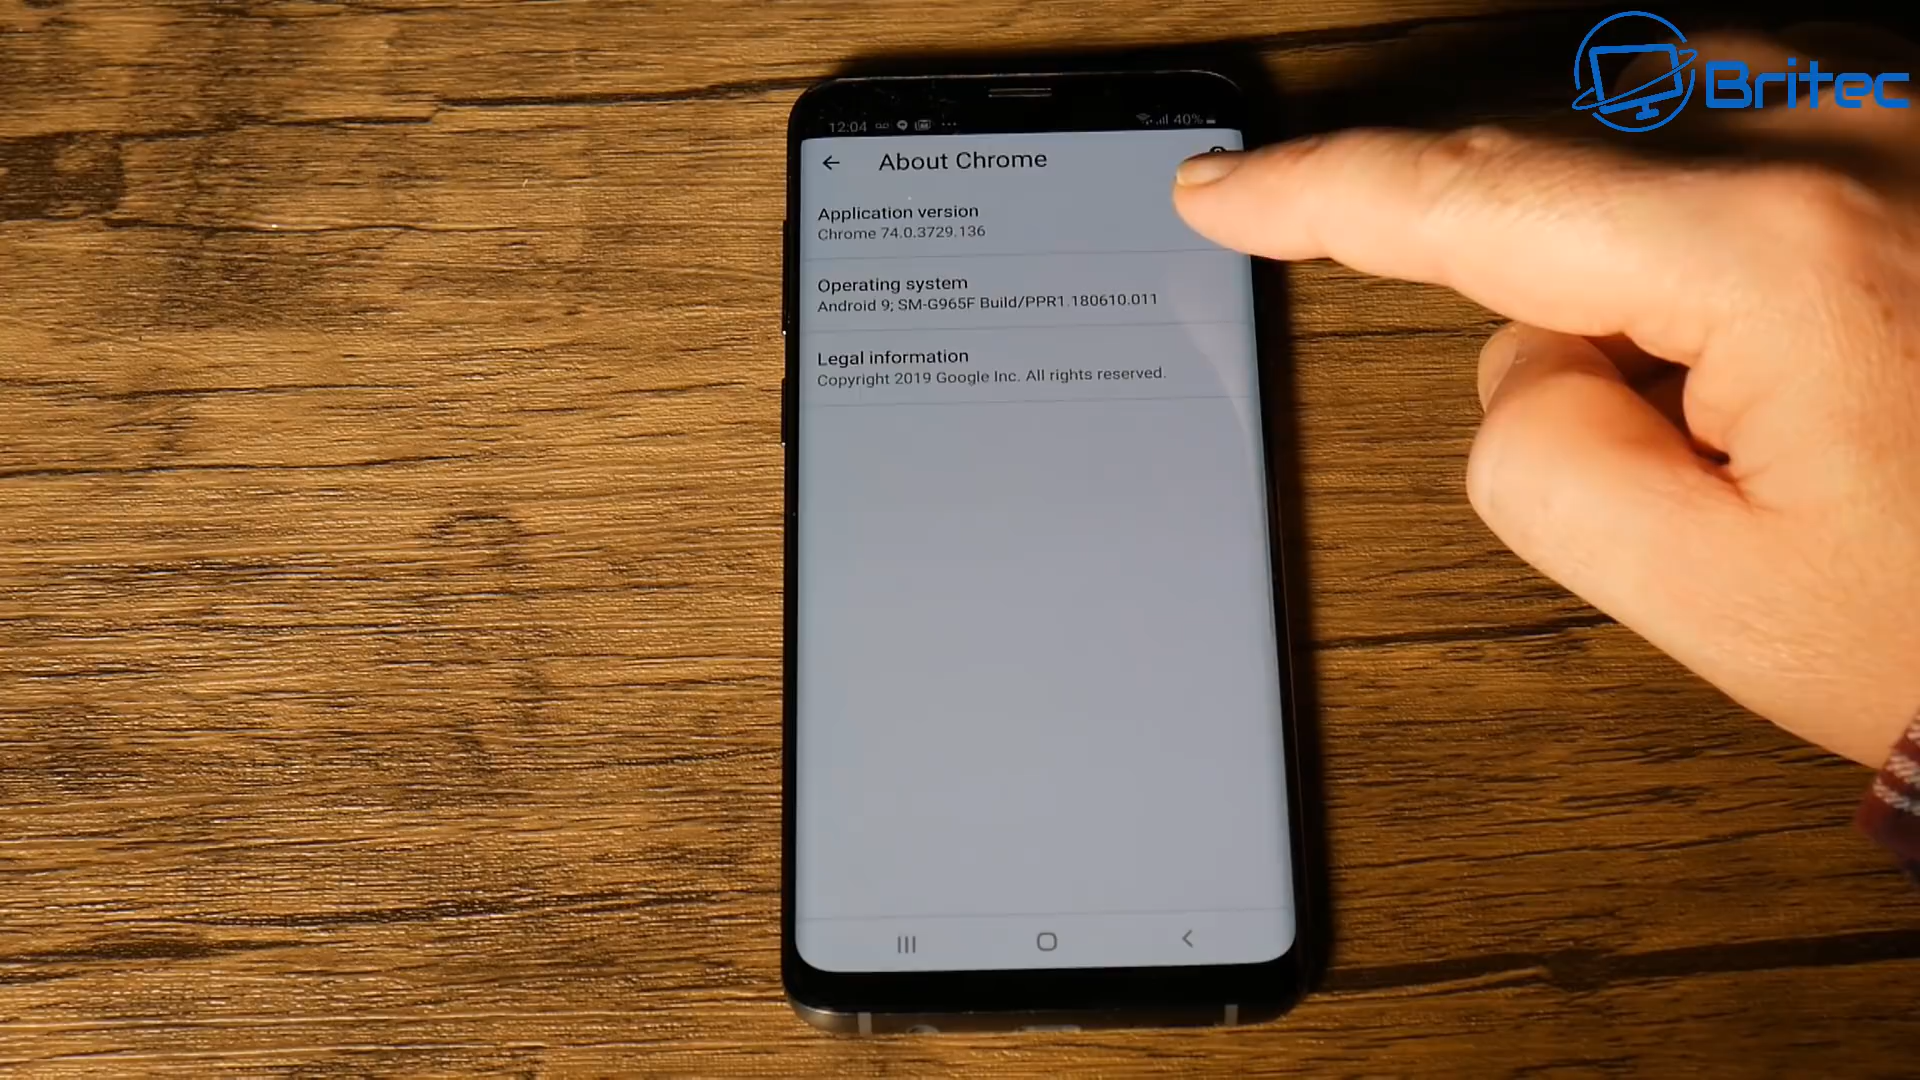 Britec
12:04 40%
About Chrome
Application version
Chrome 74.0.3729.136
Operating system
Android 9; SM-G965F Build/PPR1.180610.011
Legal information
Copyright 2019 Google Inc. All rights reserved.